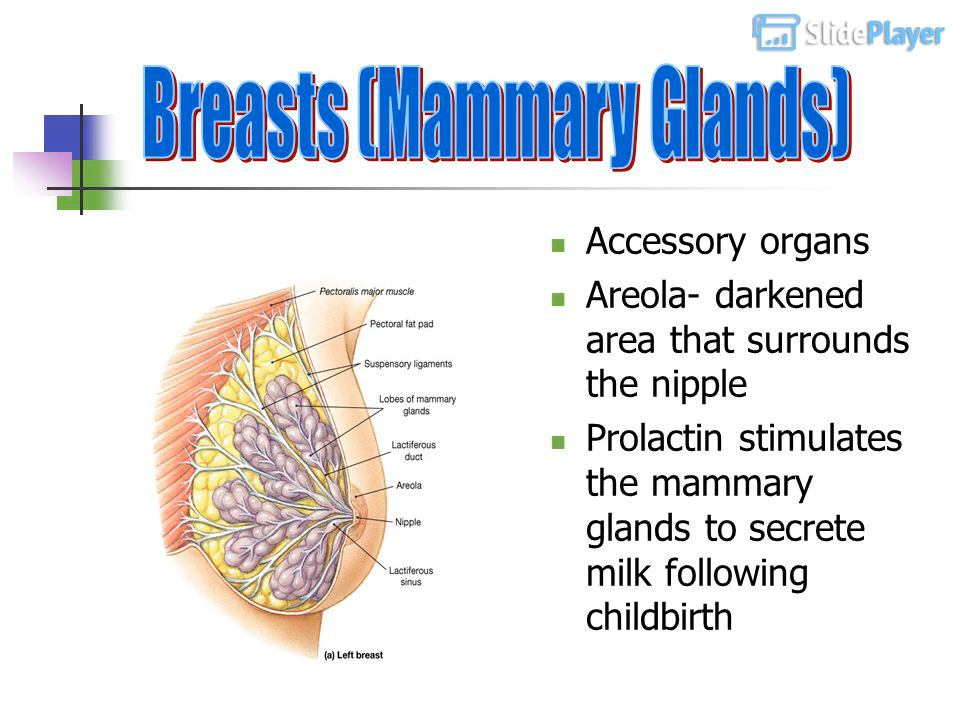 SlidePlayer
Breasts (Mammary Glands)
Accessory organs
Areola- darkened
area that surrounds
the nipple
Prolactin stimulates
the mammary
glands to secrete
milk following
childbirth
Pectoralis major muscle
Pectoral fat pad
Suspensory ligaments
Lobes of mammary
glands
Lactiferous
duct
Areola
Nipple
Lactiferous
sinus
(a) Left breast